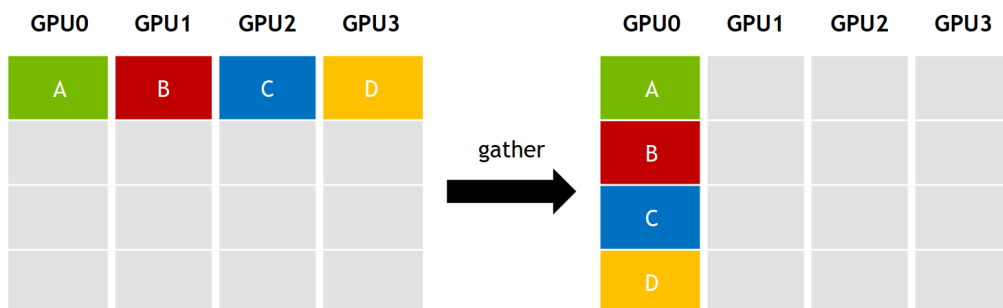 GPU0 GPU1 GPU2 GPU3
A B C D
gather
GPU0 GPU1 GPU2 GPU3
A
B
C
D